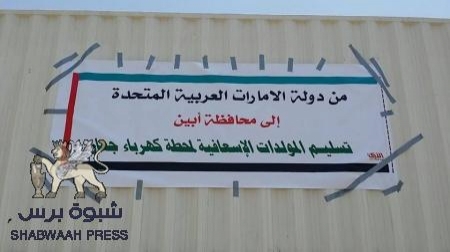 من دولة الامارات العربية المتحدة
إلى محافظة أبين
تسليم المولدات الإسعافية لمحطة كهرباء
شبوة برس
SHABWAAH PRESS